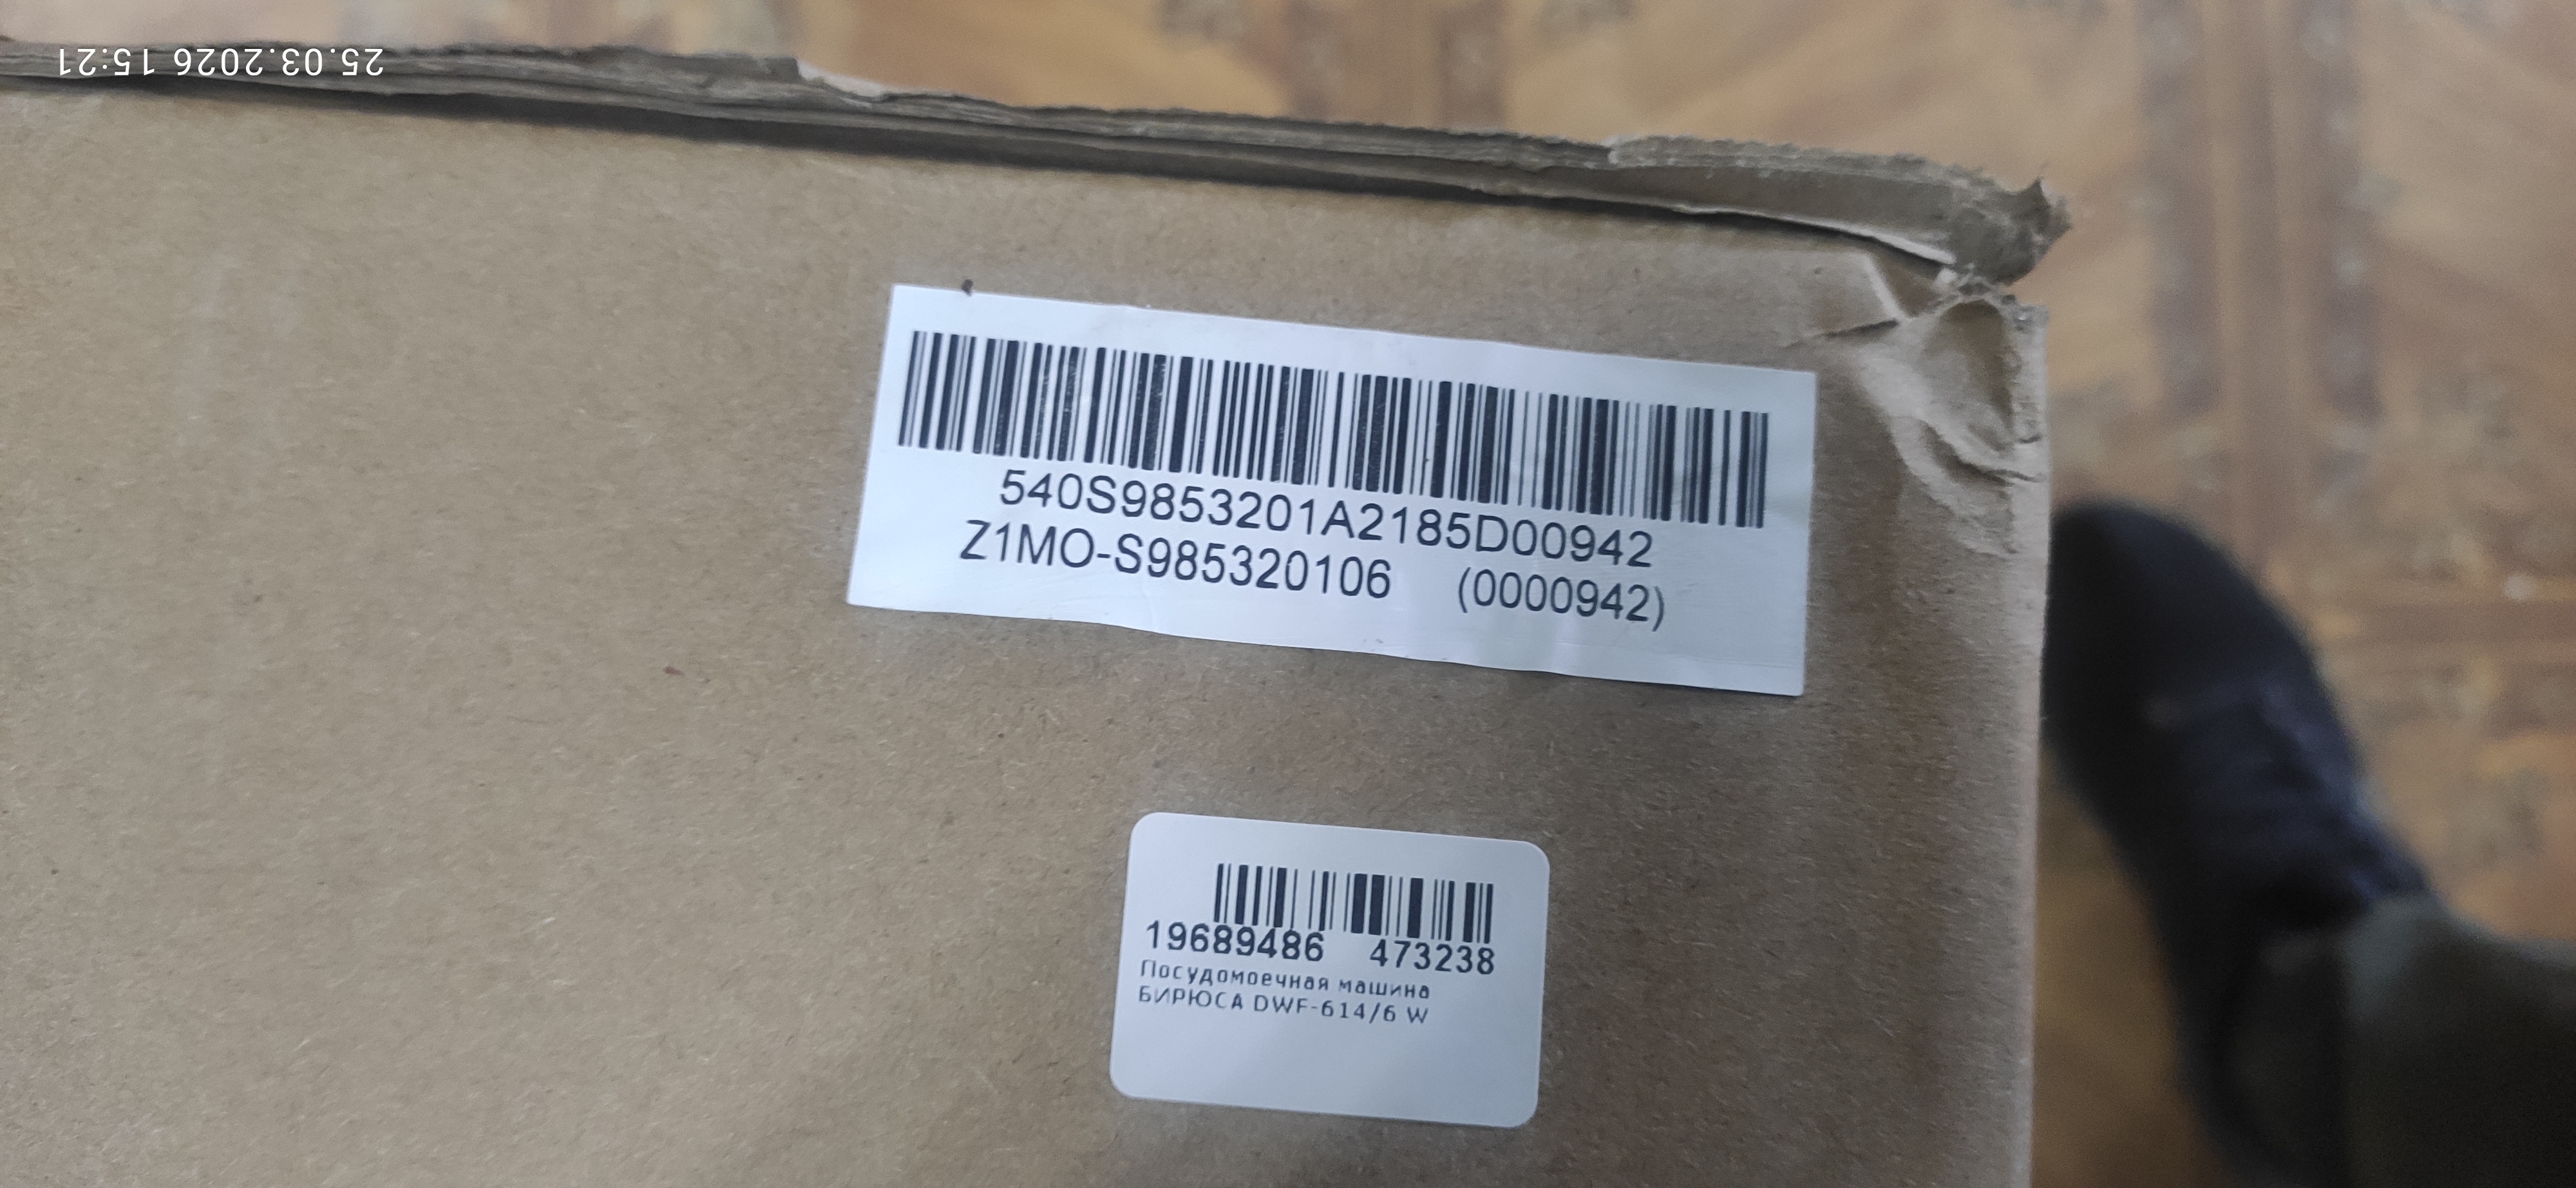 25.03.2026 15:21
540S9853201A2185D00942
Z1MO-S985320106 (0000942)
19689486 473238
Посудомоечная машина
БИРЮСА DWF-614/6 W